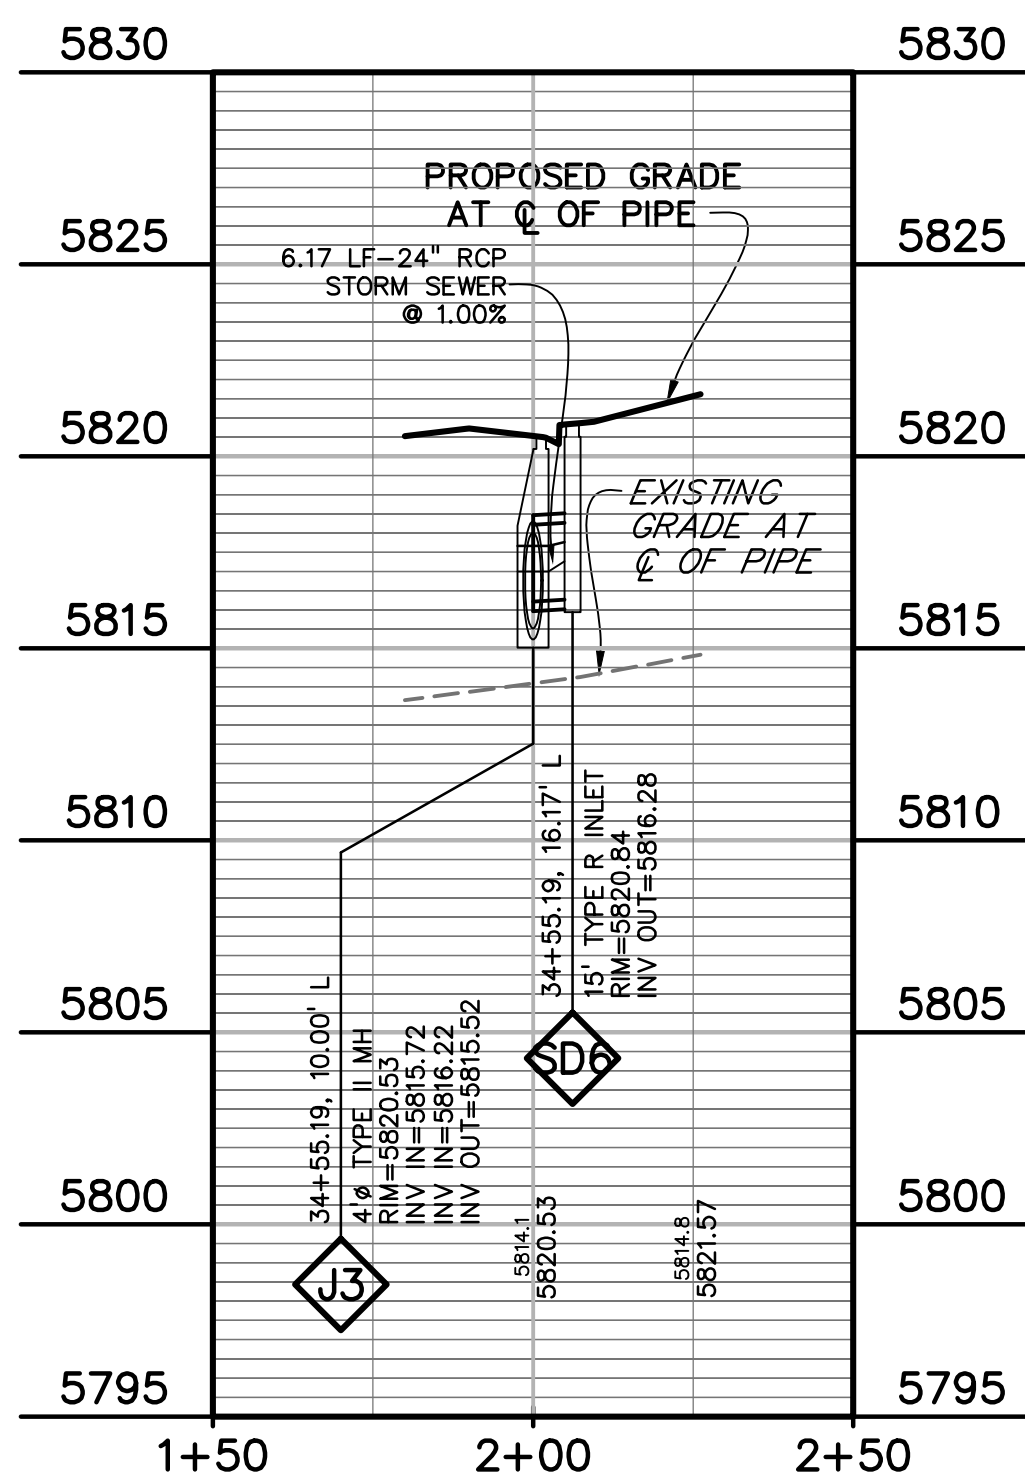 5830
5830
PROPOSED GRADE
AT ℄ OF PIPE
5825
5825
6.17 LF-24" RCP
STORM SEWER
@ 1.00%
5820
5820
EXISTING
GRADE AT
℄ OF PIPE
5815
5815
5810
5810
34+55.19, 16.17' L
15' TYPE R INLET
RIM=5820.84
INV OUT=5816.28
SD6
5805
5805
34+55.19, 10.00' L
4'ø TYPE II MH
RIM=5820.53
INV IN=5815.72
INV IN=5816.22
INV OUT=5815.52
J3
5800
5800
5814.1
5820.53
5814.8
5821.57
5795
5795
1+50
2+00
2+50